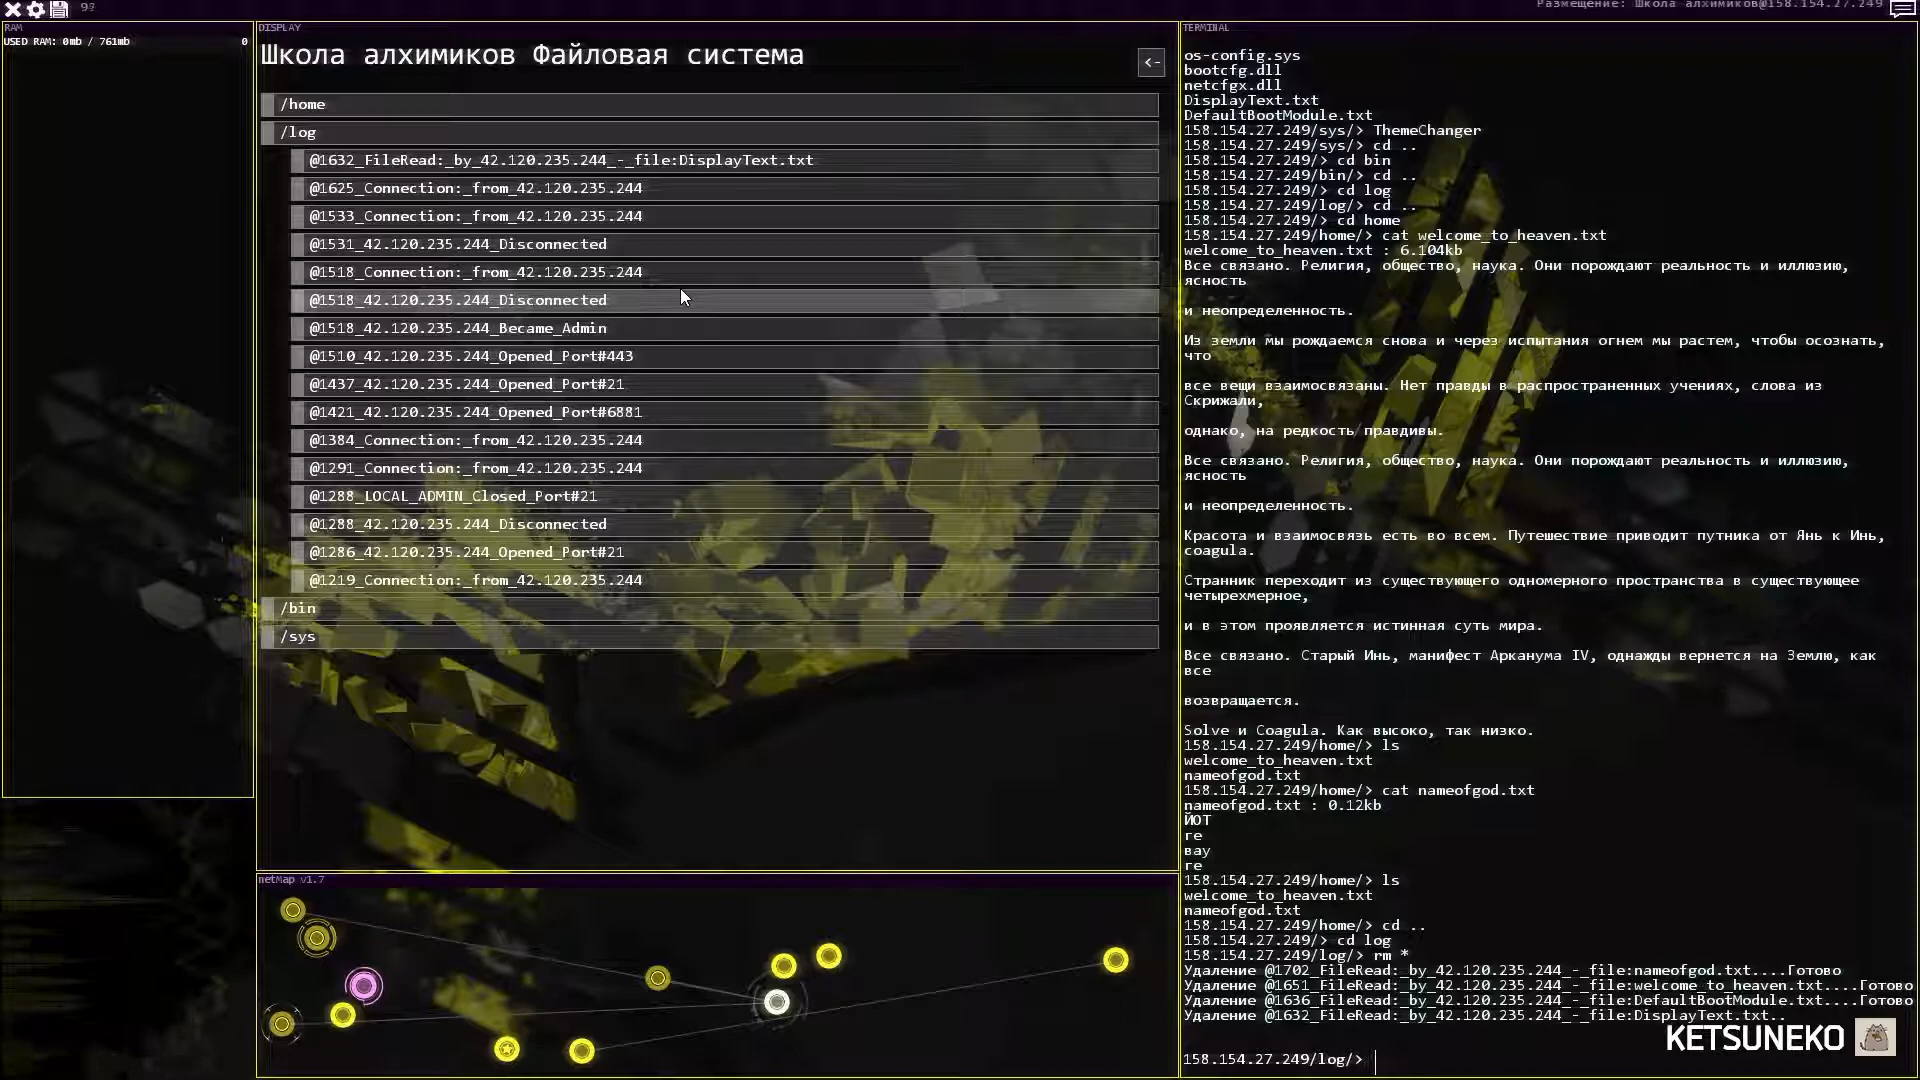 Размещение: Школа алхимиков@158.154.27.249
RAM
USED RAM: 0mb / 761mb
0
DISPLAY
Школа алхимиков Файловая система
<-
/home
/log
@1632_FileRead:_by_42.120.235.244_-_file:DisplayText.txt
@1625_Connection:_from_42.120.235.244
@1533_Connection:_from_42.120.235.244
@1531_42.120.235.244_Disconnected
@1518_Connection:_from_42.120.235.244
@1518_42.120.235.244_Disconnected
@1518_42.120.235.244_Became_Admin
@1510_42.120.235.244_Opened_Port#443
@1437_42.120.235.244_Opened_Port#21
@1421_42.120.235.244_Opened_Port#6881
@1384_Connection:_from_42.120.235.244
@1291_Connection:_from_42.120.235.244
@1288_LOCAL_ADMIN_Closed_Port#21
@1288_42.120.235.244_Disconnected
@1286_42.120.235.244_Opened_Port#21
@1219_Connection:_from_42.120.235.244
/bin
/sys
netMap v1.7
TERMINAL
os-config.sys
bootcfg.dll
netcfgx.dll
DisplayText.txt
DefaultBootModule.txt
158.154.27.249/sys/> ThemeChanger
158.154.27.249/sys/> cd ..
158.154.27.249/> cd bin
158.154.27.249/bin/> cd ..
158.154.27.249/> cd log
158.154.27.249/log/> cd ..
158.154.27.249/> cd home
158.154.27.249/home/> cat welcome_to_heaven.txt
welcome_to_heaven.txt : 6.104kb
Все связано. Религия, общество, наука. Они порождают реальность и иллюзию,
ясность
и неопределенность.
Из земли мы рождаемся снова и через испытания огнем мы растем, чтобы осознать,
что
все вещи взаимосвязаны. Нет правды в распространенных учениях, слова из
Скрижали,
однако, на редкость правдивы.
Все связано. Религия, общество, наука. Они порождают реальность и иллюзию,
ясность
и неопределенность.
Красота и взаимосвязь есть во всем. Путешествие приводит путника от Янь к Инь,
coagula.
Странник переходит из существующего одномерного пространства в существующее
четырехмерное,
и в этом проявляется истинная суть мира.
Все связано. Старый Инь, манифест Арканума IV, однажды вернется на Землю, как
все
возвращается.
Solve и Coagula. Как высоко, так низко.
158.154.27.249/home/> ls
welcome_to_heaven.txt
nameofgod.txt
158.154.27.249/home/> cat nameofgod.txt
nameofgod.txt : 0.12kb
ЙОТ
ге
вау
ге
158.154.27.249/home/> ls
welcome_to_heaven.txt
nameofgod.txt
158.154.27.249/home/> cd ..
158.154.27.249/> cd log
158.154.27.249/log/> rm *
Удаление @1702_FileRead:_by_42.120.235.244_-_file:nameofgod.txt....Готово
Удаление @1651_FileRead:_by_42.120.235.244_-_file:welcome_to_heaven.txt....Готово
Удаление @1636_FileRead:_by_42.120.235.244_-_file:DefaultBootModule.txt....Готово
Удаление @1632_FileRead:_by_42.120.235.244_-_file:DisplayText.txt..
KETSUNEKO
158.154.27.249/log/>